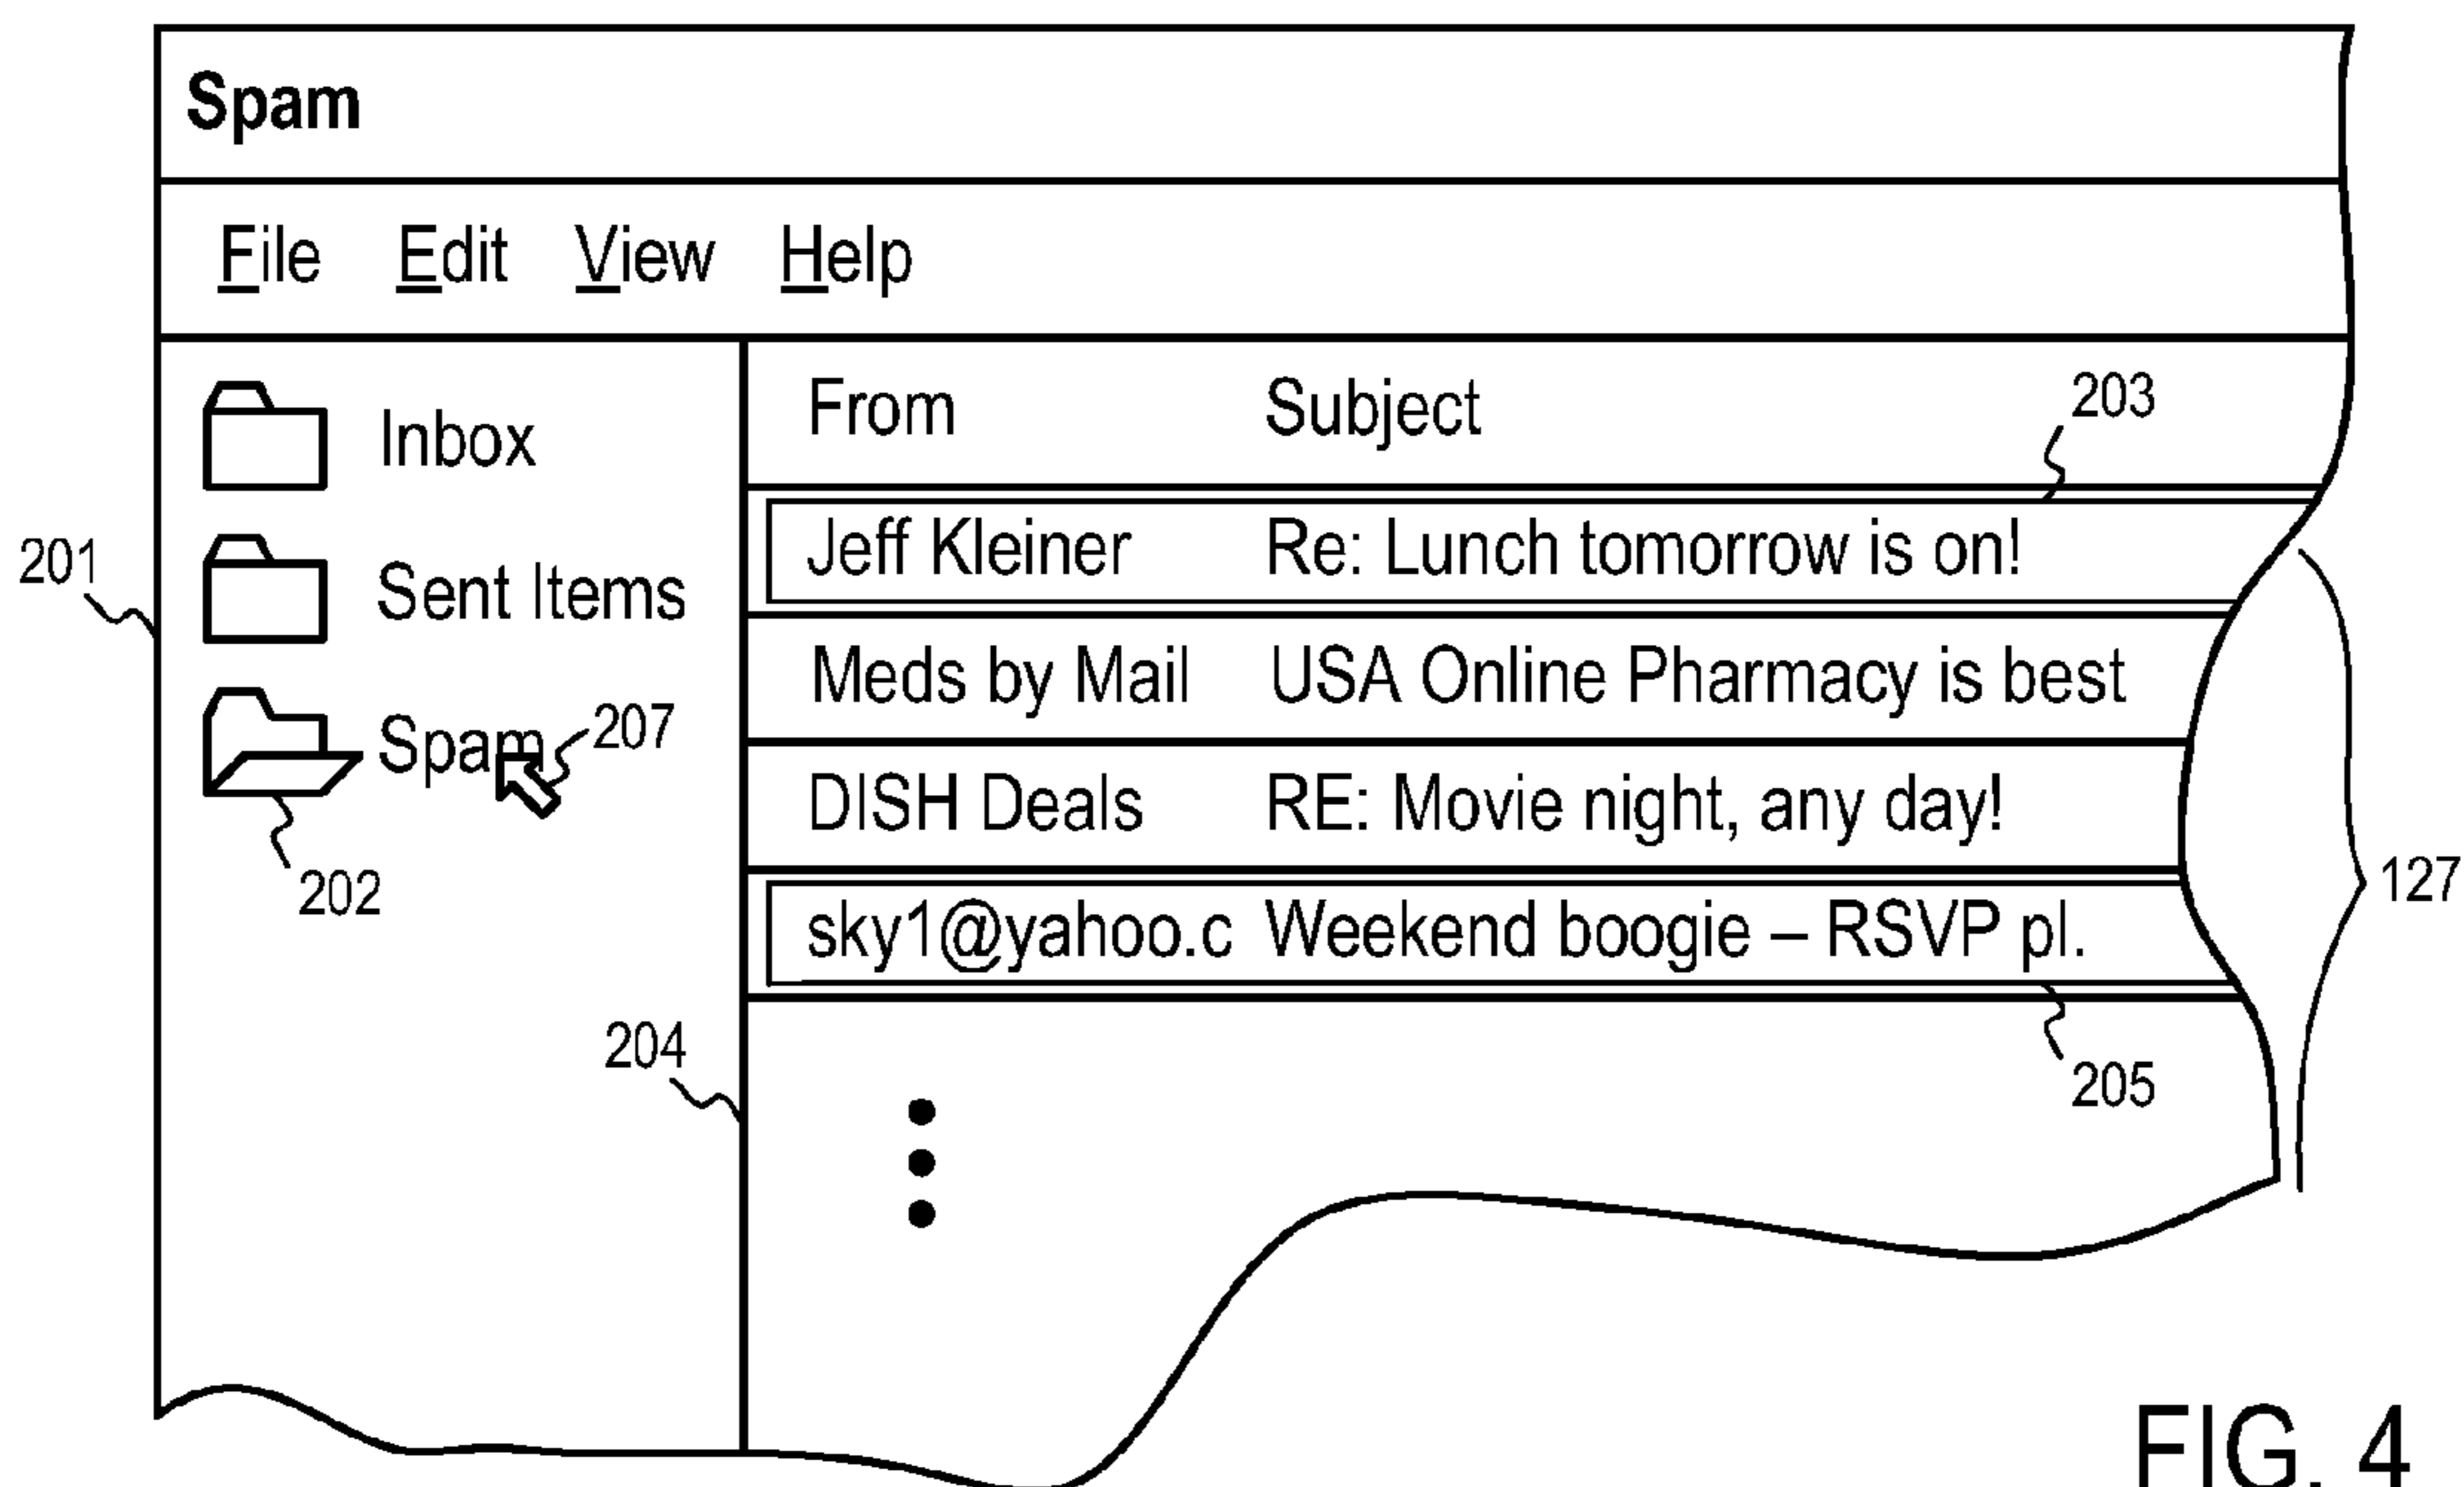 Spam
File Edit View Help
From Subject
203
Inbox
Jeff Kleiner Re: Lunch tomorrow is on!
201
Sent Items
Meds by Mail USA Online Pharmacy is best
Spam
207
DISH Deals RE: Movie night, any day!
202
127
sky1@yahoo.c Weekend boogie – RSVP pl.
204
205
FIG. 4